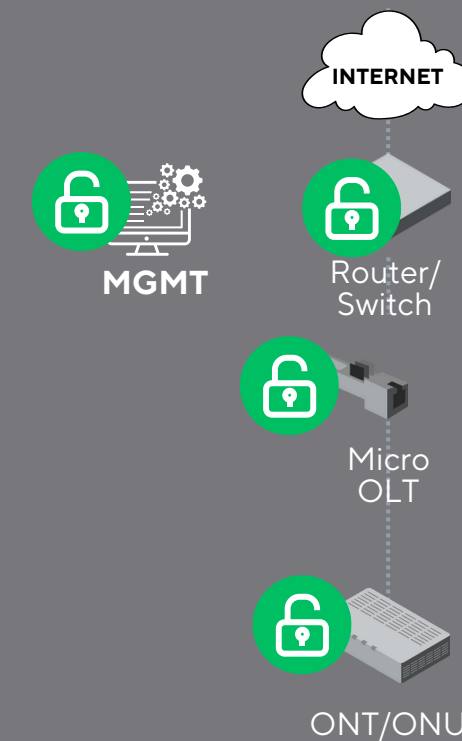 INTERNET
MGMT
Router/
Switch
Micro
OLT
ONT/ONU